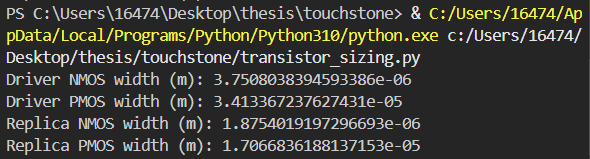 PS C:\Users\16474\Desktop\thesis\touchstone> & C:/Users/16474/Ap
pData/Local/Programs/Python/Python310/python.exe c:/Users/16474/
Desktop/thesis/touchstone/transistor_sizing.py
Driver NMOS width (m): 3.7508038394593386e-06
Driver PMOS width (m): 3.413367237627431e-05
Replica NMOS width (m): 1.8754019197296693e-06
Replica PMOS width (m): 1.7066836188137153e-05